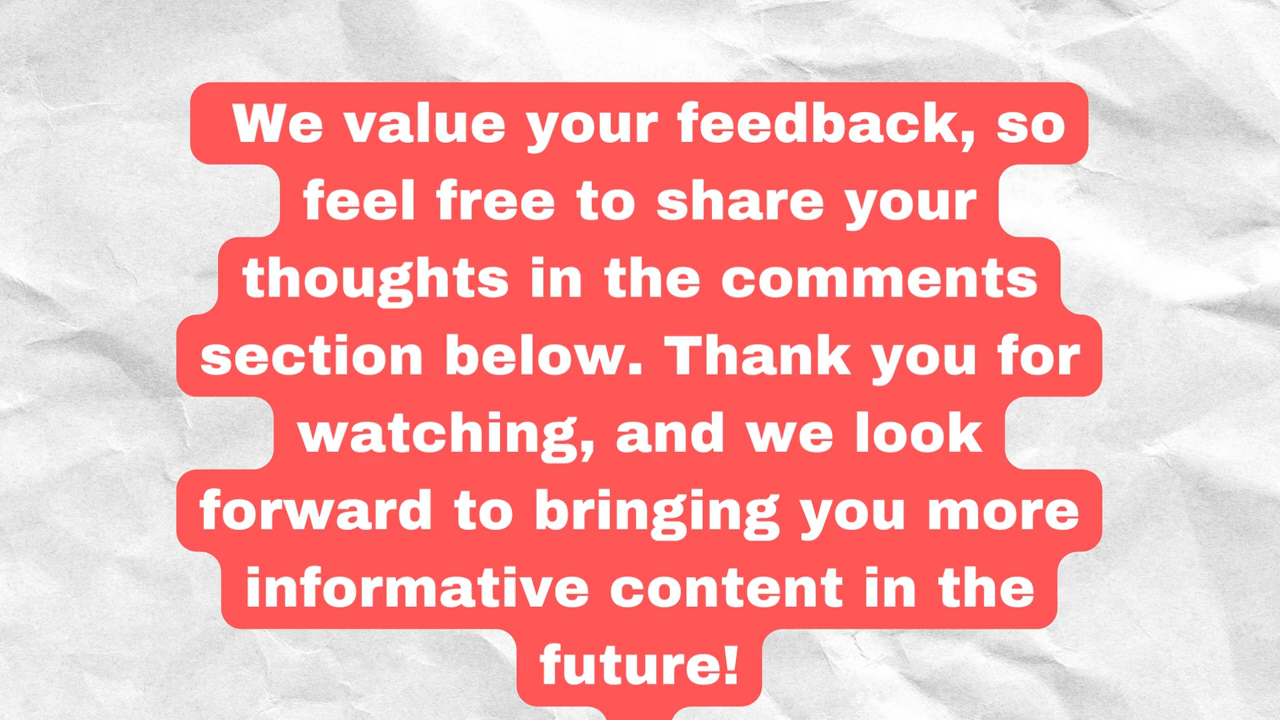 We value your feedback, so
feel free to share your
thoughts in the comments
section below. Thank you for
watching, and we look
forward to bringing you more
informative content in the
future!